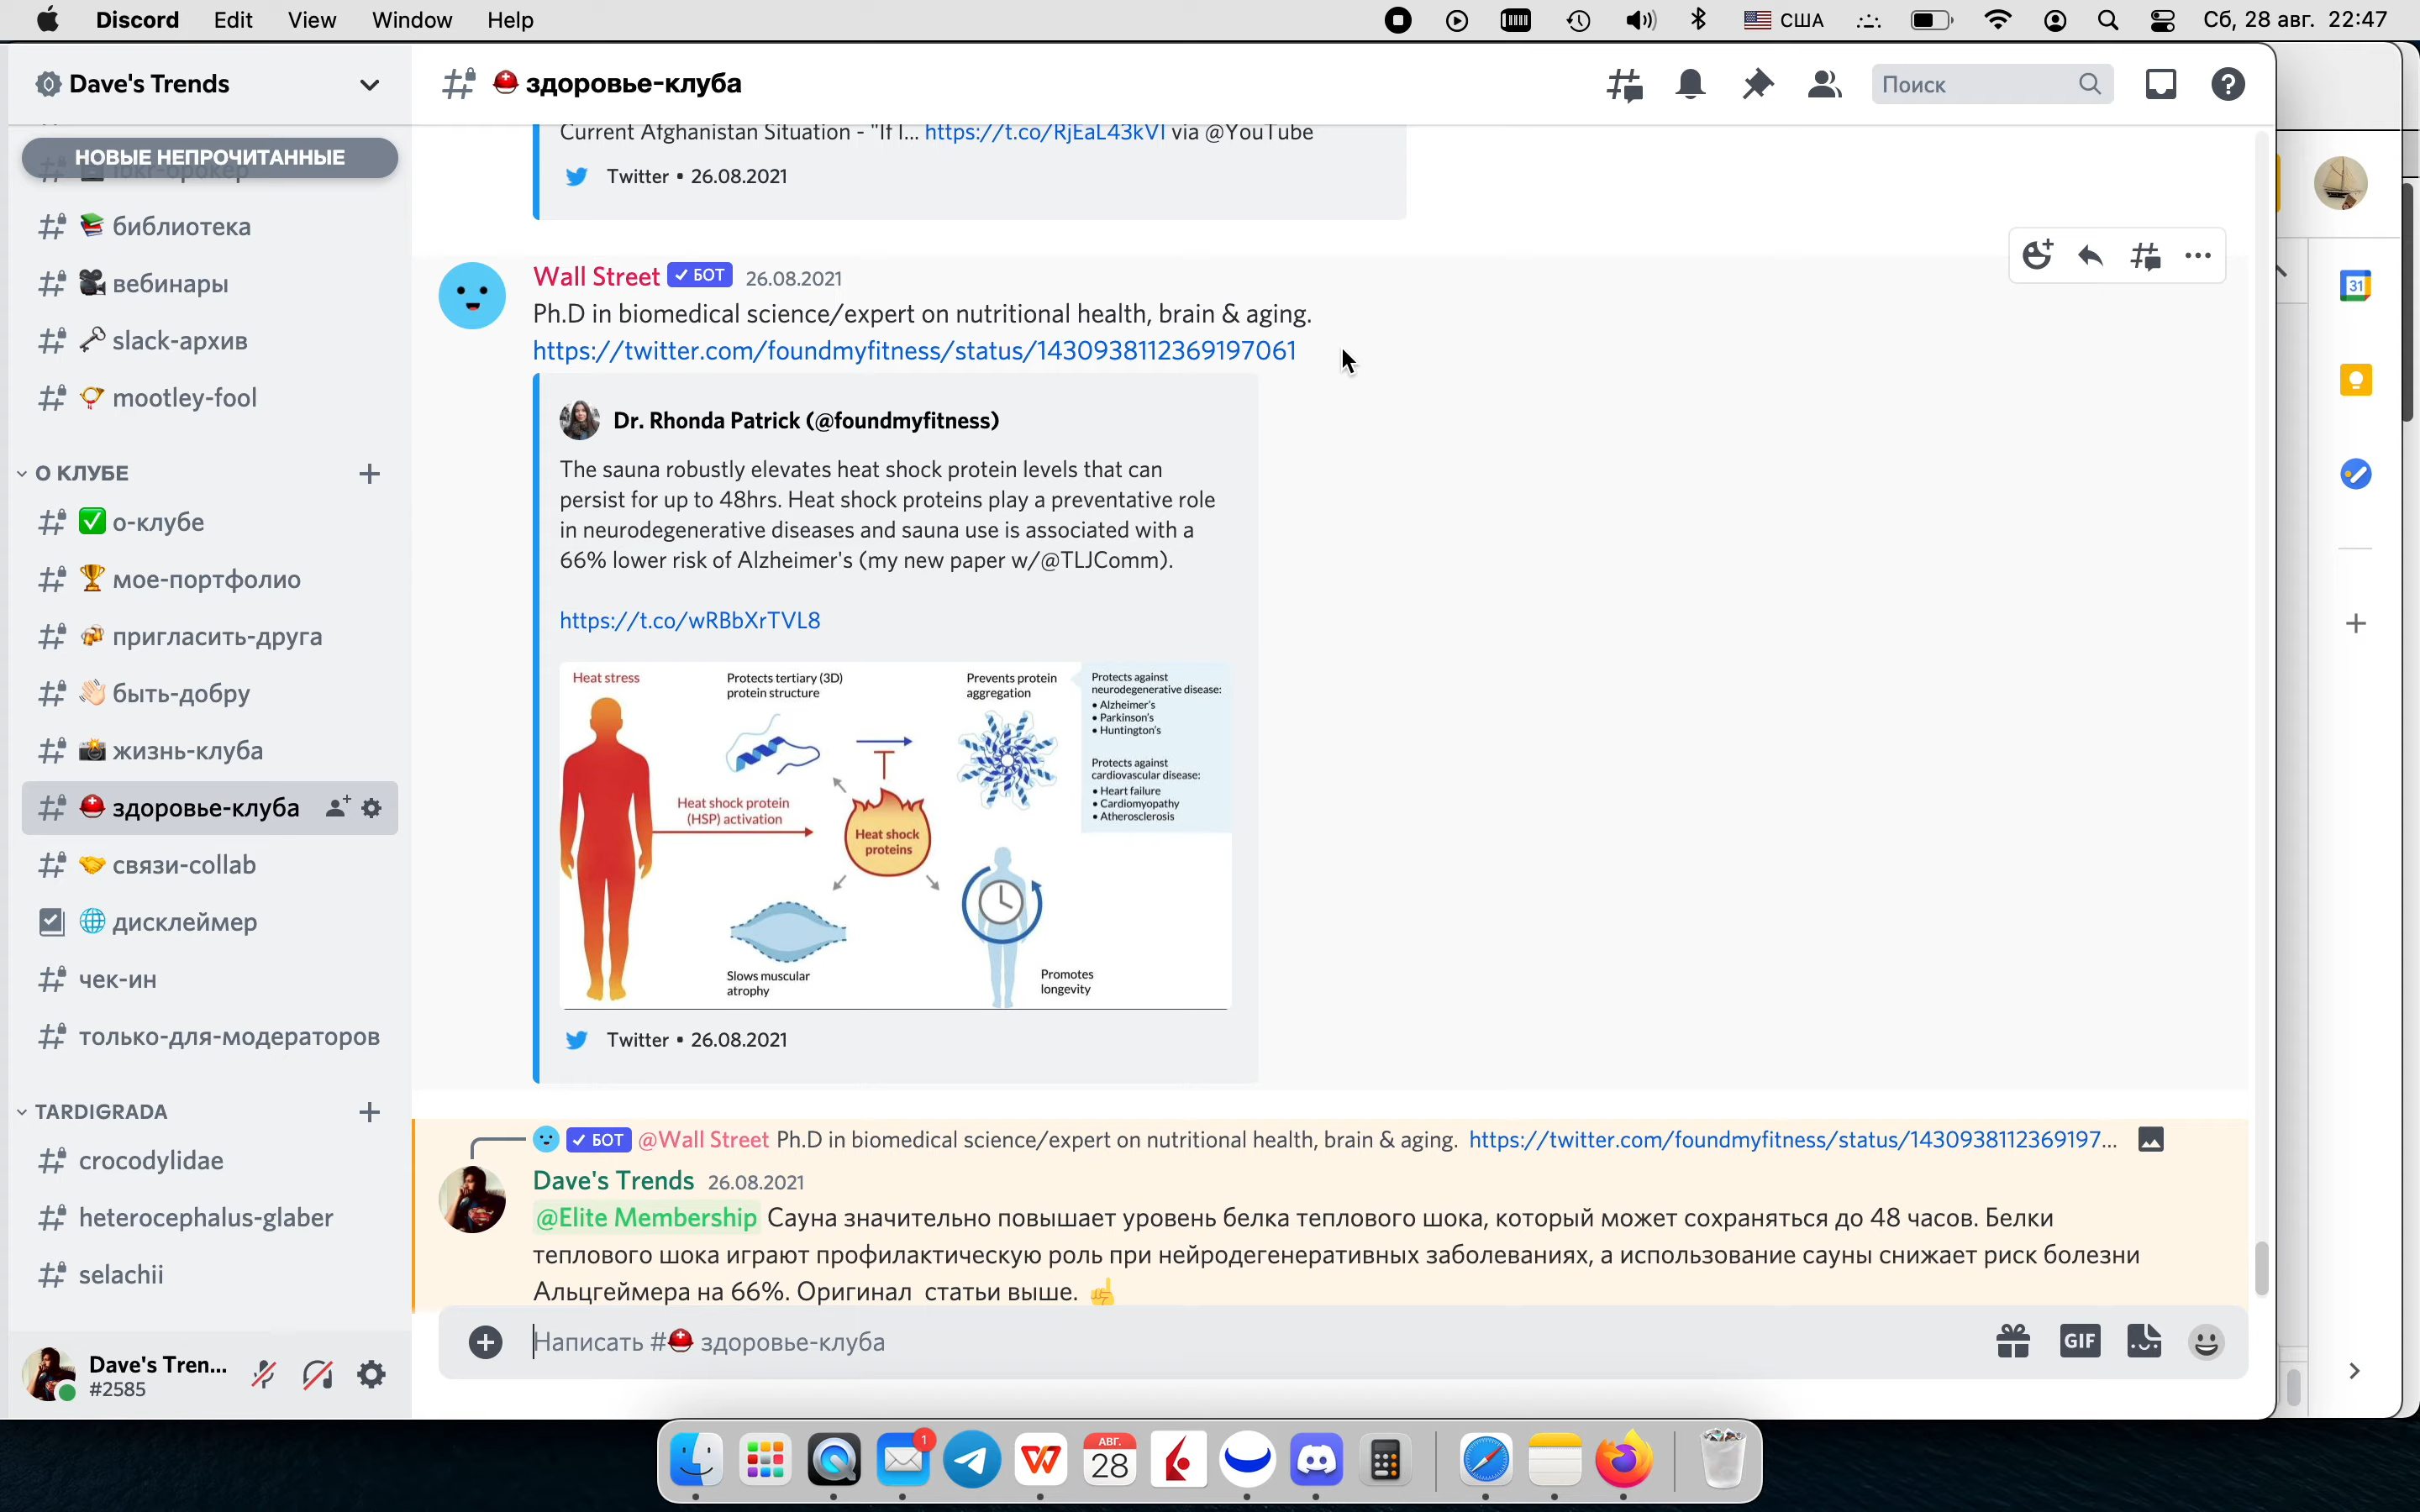 Discord Edit View Window Help
США
Сб, 28 авг. 22:47
Dave's Trends
НОВЫЕ НЕПРОЧИТАННЫЕ
ibkr-брокер
библиотека
вебинары
slack-архив
mootley-fool
О КЛУБЕ
о-клубе
мое-портфолио
пригласить-друга
быть-добру
жизнь-клуба
здоровье-клуба
связи-collab
дисклеймер
чек-ин
только-для-модераторов
TARDIGRADA
crocodylidae
heterocephalus-glaber
selachii
Dave's Tren...
#2585
здоровье-клуба
Поиск
Current Afghanistan Situation - "If I... https://t.co/RjEaL43kVI via @YouTube
Twitter • 26.08.2021
Wall Street ✓ БОТ 26.08.2021
Ph.D in biomedical science/expert on nutritional health, brain & aging.
https://twitter.com/foundmyfitness/status/1430938112369197061
Dr. Rhonda Patrick (@foundmyfitness)
The sauna robustly elevates heat shock protein levels that can
persist for up to 48hrs. Heat shock proteins play a preventative role
in neurodegenerative diseases and sauna use is associated with a
66% lower risk of Alzheimer's (my new paper w/@TLJComm).
https://t.co/wRBbXrTVL8
Heat stress
Protects tertiary (3D)
protein structure
Prevents protein
aggregation
Protects against
neurodegenerative disease:
• Alzheimer's
• Parkinson's
• Huntington's
Protects against
cardiovascular disease:
• Heart failure
• Cardiomyopathy
• Atherosclerosis
Heat shock protein
(HSP) activation
Heat shock
proteins
Slows muscular
atrophy
Promotes
longevity
Twitter • 26.08.2021
✓ БОТ @Wall Street Ph.D in biomedical science/expert on nutritional health, brain & aging. https://twitter.com/foundmyfitness/status/1430938112369197...
Dave's Trends 26.08.2021
@Elite Membership Сауна значительно повышает уровень белка теплового шока, который может сохраняться до 48 часов. Белки
теплового шока играют профилактическую роль при нейродегенеративных заболеваниях, а использование сауны снижает риск болезни
Альцгеймера на 66%. Оригинал статьи выше.
Написать # здоровье-клуба
GIF
31
1
АВГ.
28